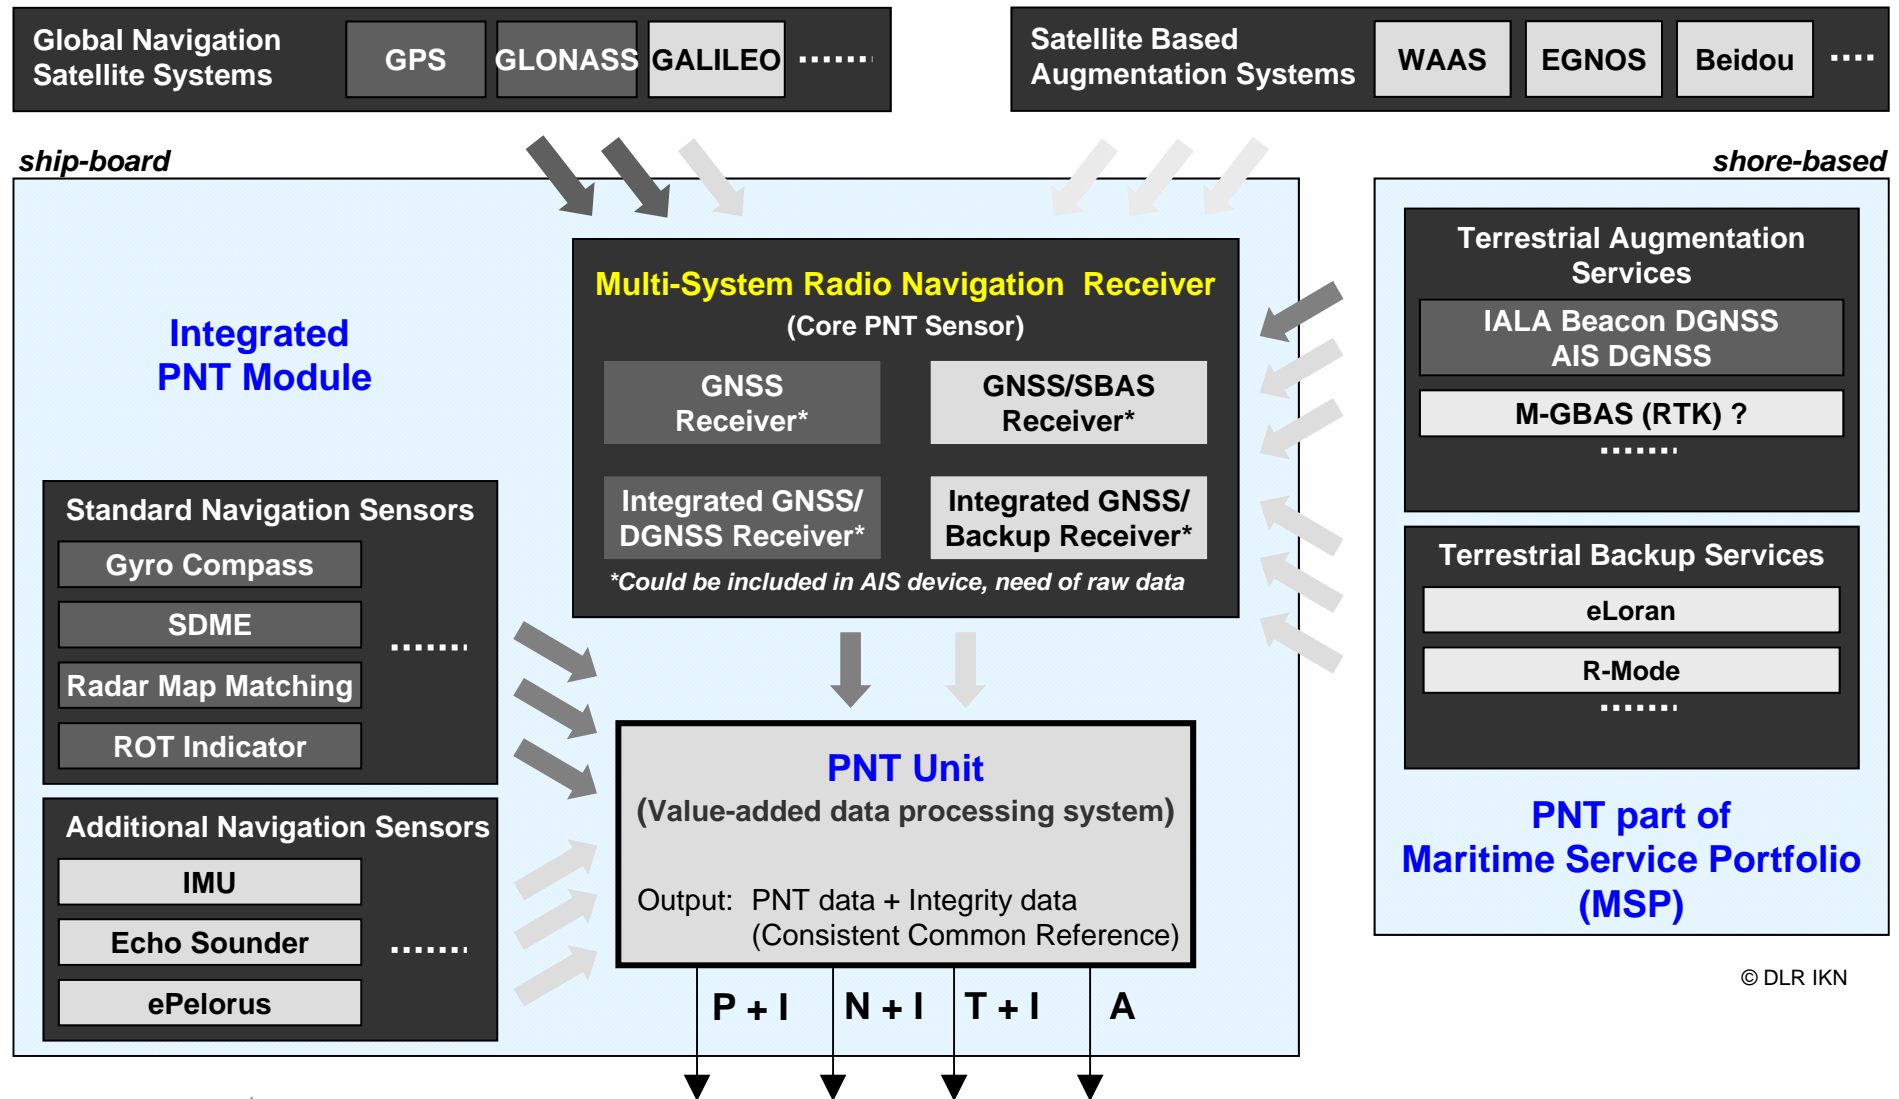 Global Navigation
Satellite Systems
GPS
GLONASS
GALILEO
........
Satellite Based
Augmentation Systems
WAAS
EGNOS
Beidou
....
ship-board
shore-based
Integrated
PNT Module
Multi-System Radio Navigation Receiver
(Core PNT Sensor)
GNSS
Receiver*
GNSS/SBAS
Receiver*
Integrated GNSS/
DGNSS Receiver*
Integrated GNSS/
Backup Receiver*
*Could be included in AIS device, need of raw data
Terrestrial Augmentation
Services
IALA Beacon DGNSS
AIS DGNSS
M-GBAS (RTK) ?
........
Terrestrial Backup Services
eLoran
R-Mode
........
PNT part of
Maritime Service Portfolio
(MSP)
Standard Navigation Sensors
Gyro Compass
SDME
Radar Map Matching
ROT Indicator
........
Additional Navigation Sensors
IMU
Echo Sounder
ePelorus
........
PNT Unit
(Value-added data processing system)
Output: PNT data + Integrity data
(Consistent Common Reference)
P + I
N + I
T + I
A
© DLR IKN